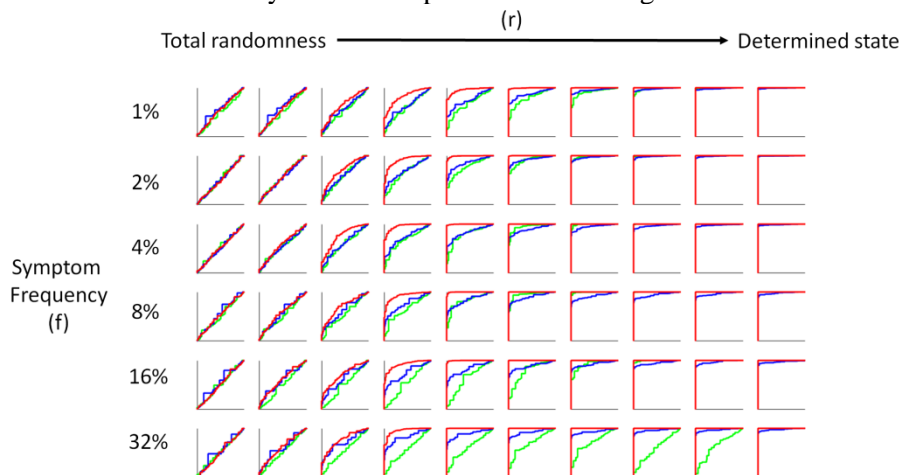 (r)
Total randomness
Determined state
1%
2%
4%
Symptom
Frequency
(f)
8%
16%
32%